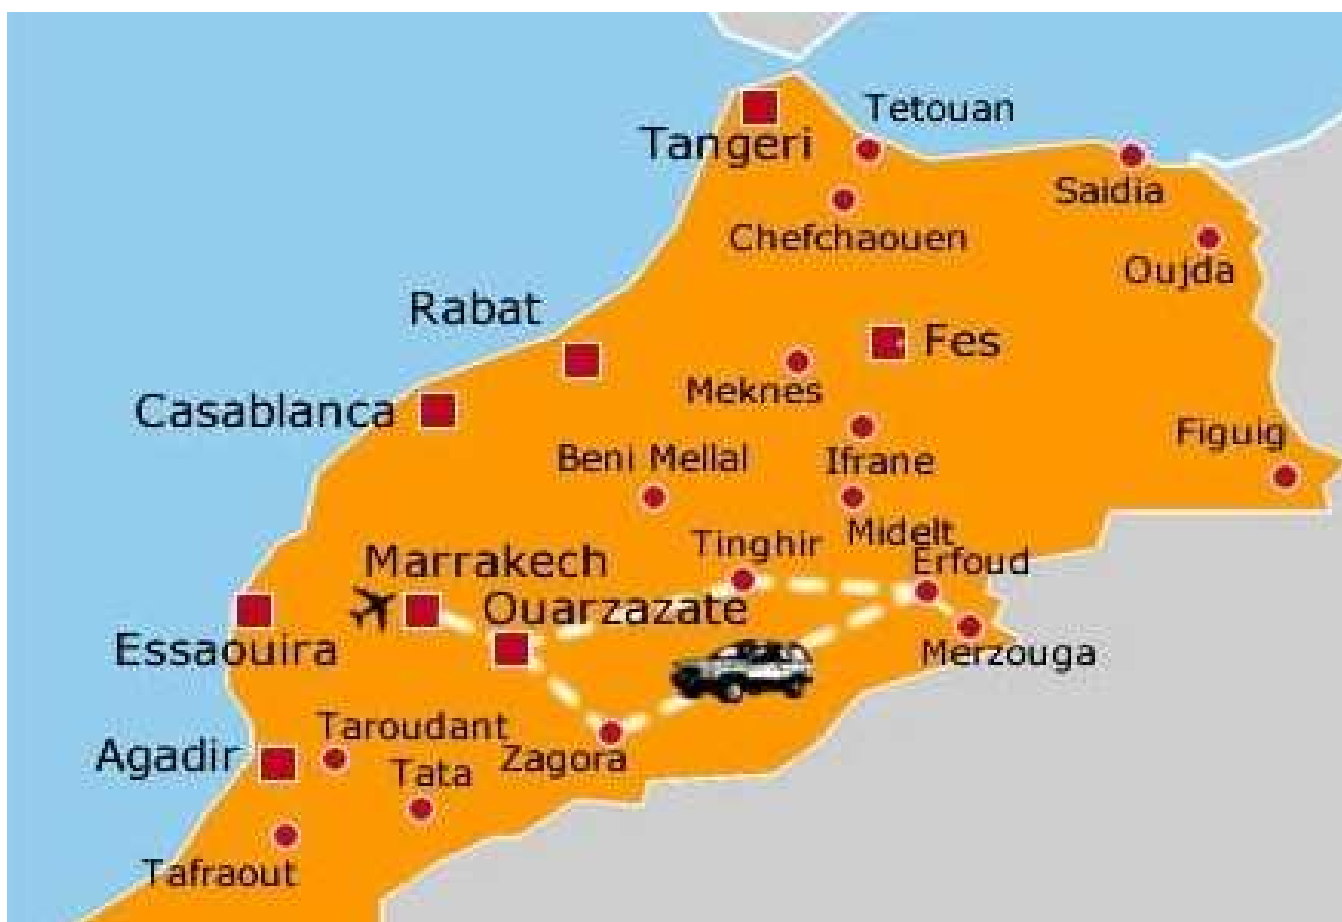 Tetouan
Tangeri
Saidia
Chefchaouen
Oujda
Rabat
Fes
Meknes
Casablanca
Figuig
Beni Mellal
Ifrane
Midelt
Tinghir
Erfoud
Marrakech
Ouarzazate
Essaouira
Merzouga
Taroudant
Agadir
Zagora
Tata
Tafraout